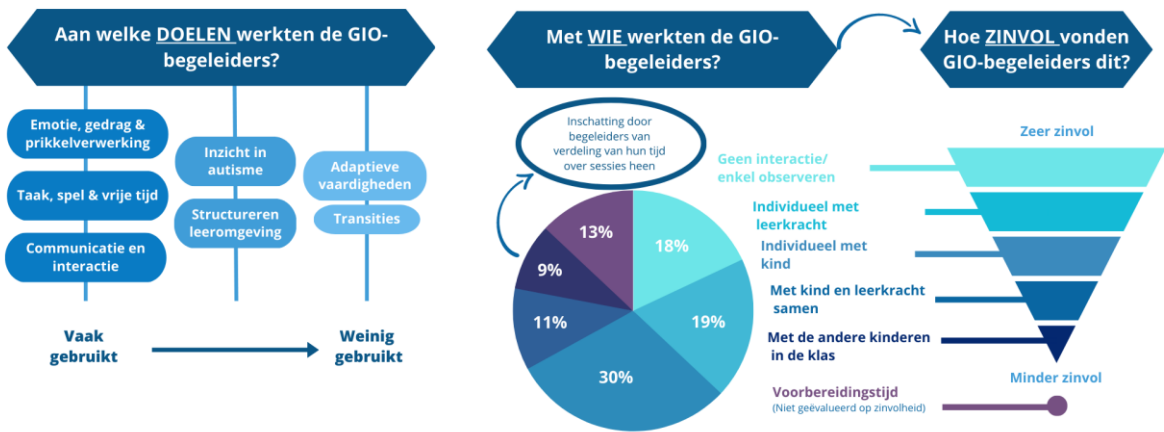 Aan welke DOELEN werkten de GIO-
begeleiders?
Emotie, gedrag &
prikkelverwerking
Taak, spel & vrije tijd
Communicatie en
interactie
Inzicht in
autisme
Structureren
leeromgeving
Adaptieve
vaardigheden
Transities
Vaak
gebruikt
Weinig
gebruikt
Met WIE werkten de GIO-
begeleiders?
Inschatting door
begeleiders van
verdeling van hun tijd
over sessies heen
13%
18%
9%
11%
19%
30%
Geen interactie/
enkel observeren
Individueel met
leerkracht
Individueel met
kind
Met kind en leerkracht
samen
Met de andere kinderen
in de klas
Voorbereidingstijd
(Niet geëvalueerd op zinvolheid)
Hoe ZINVOL vonden
GIO-begeleiders dit?
Zeer zinvol
Minder zinvol